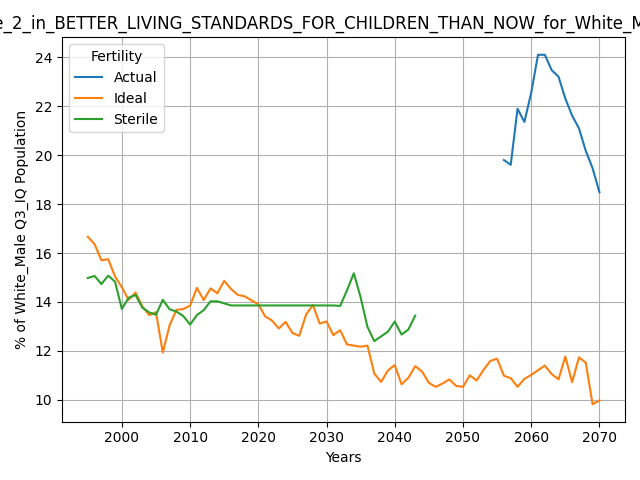 e_2_in_BETTER_LIVING_STANDARDS_FOR_CHILDREN_THAN_NOW_for_White_M
Fertility
Actual
Ideal
Sterile
% of White_Male Q3_IQ Population
24
22
20
18
16
14
12
10
2000 2010 2020 2030 2040 2050 2060 2070
Years